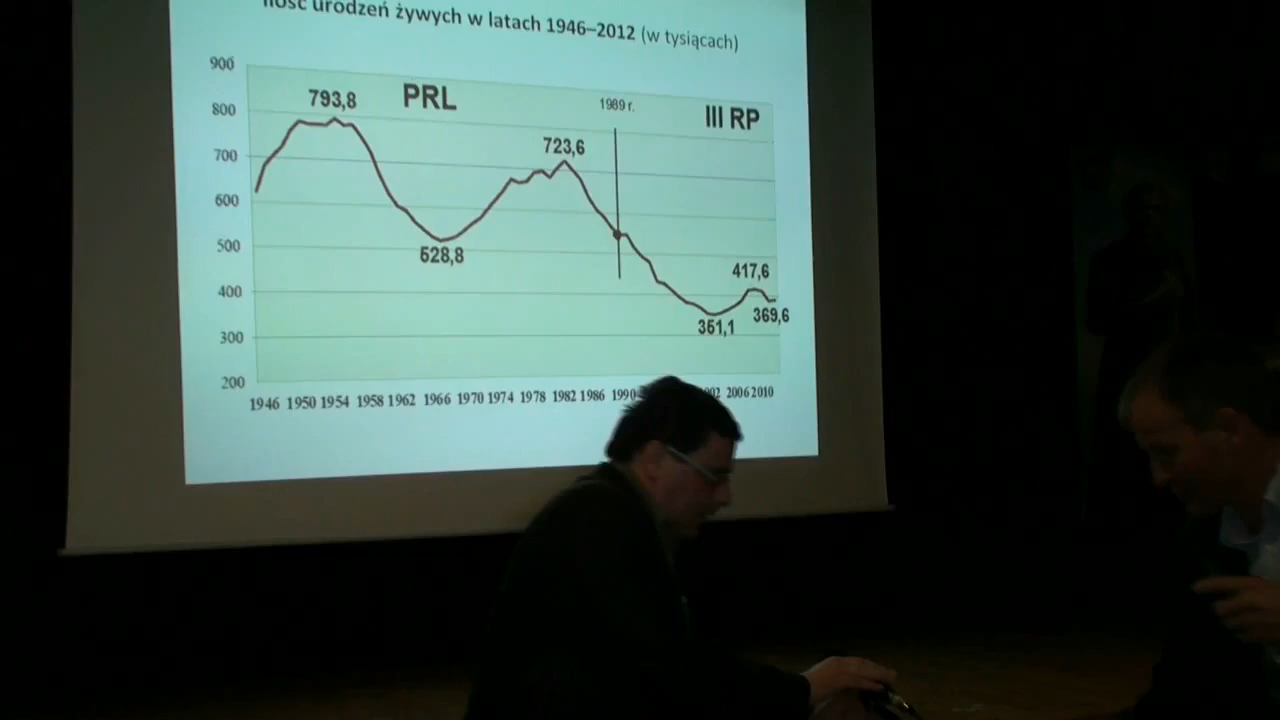 Ilość urodzeń żywych w latach 1946–2012 (w tysiącach)
900
800
700
600
500
400
300
200
793,8
PRL
1989 r.
III RP
723,6
528,8
417,6
351,1
369,6
1946 1950 1954 1958 1962 1966 1970 1974 1978 1982 1986 1990 2006 2010